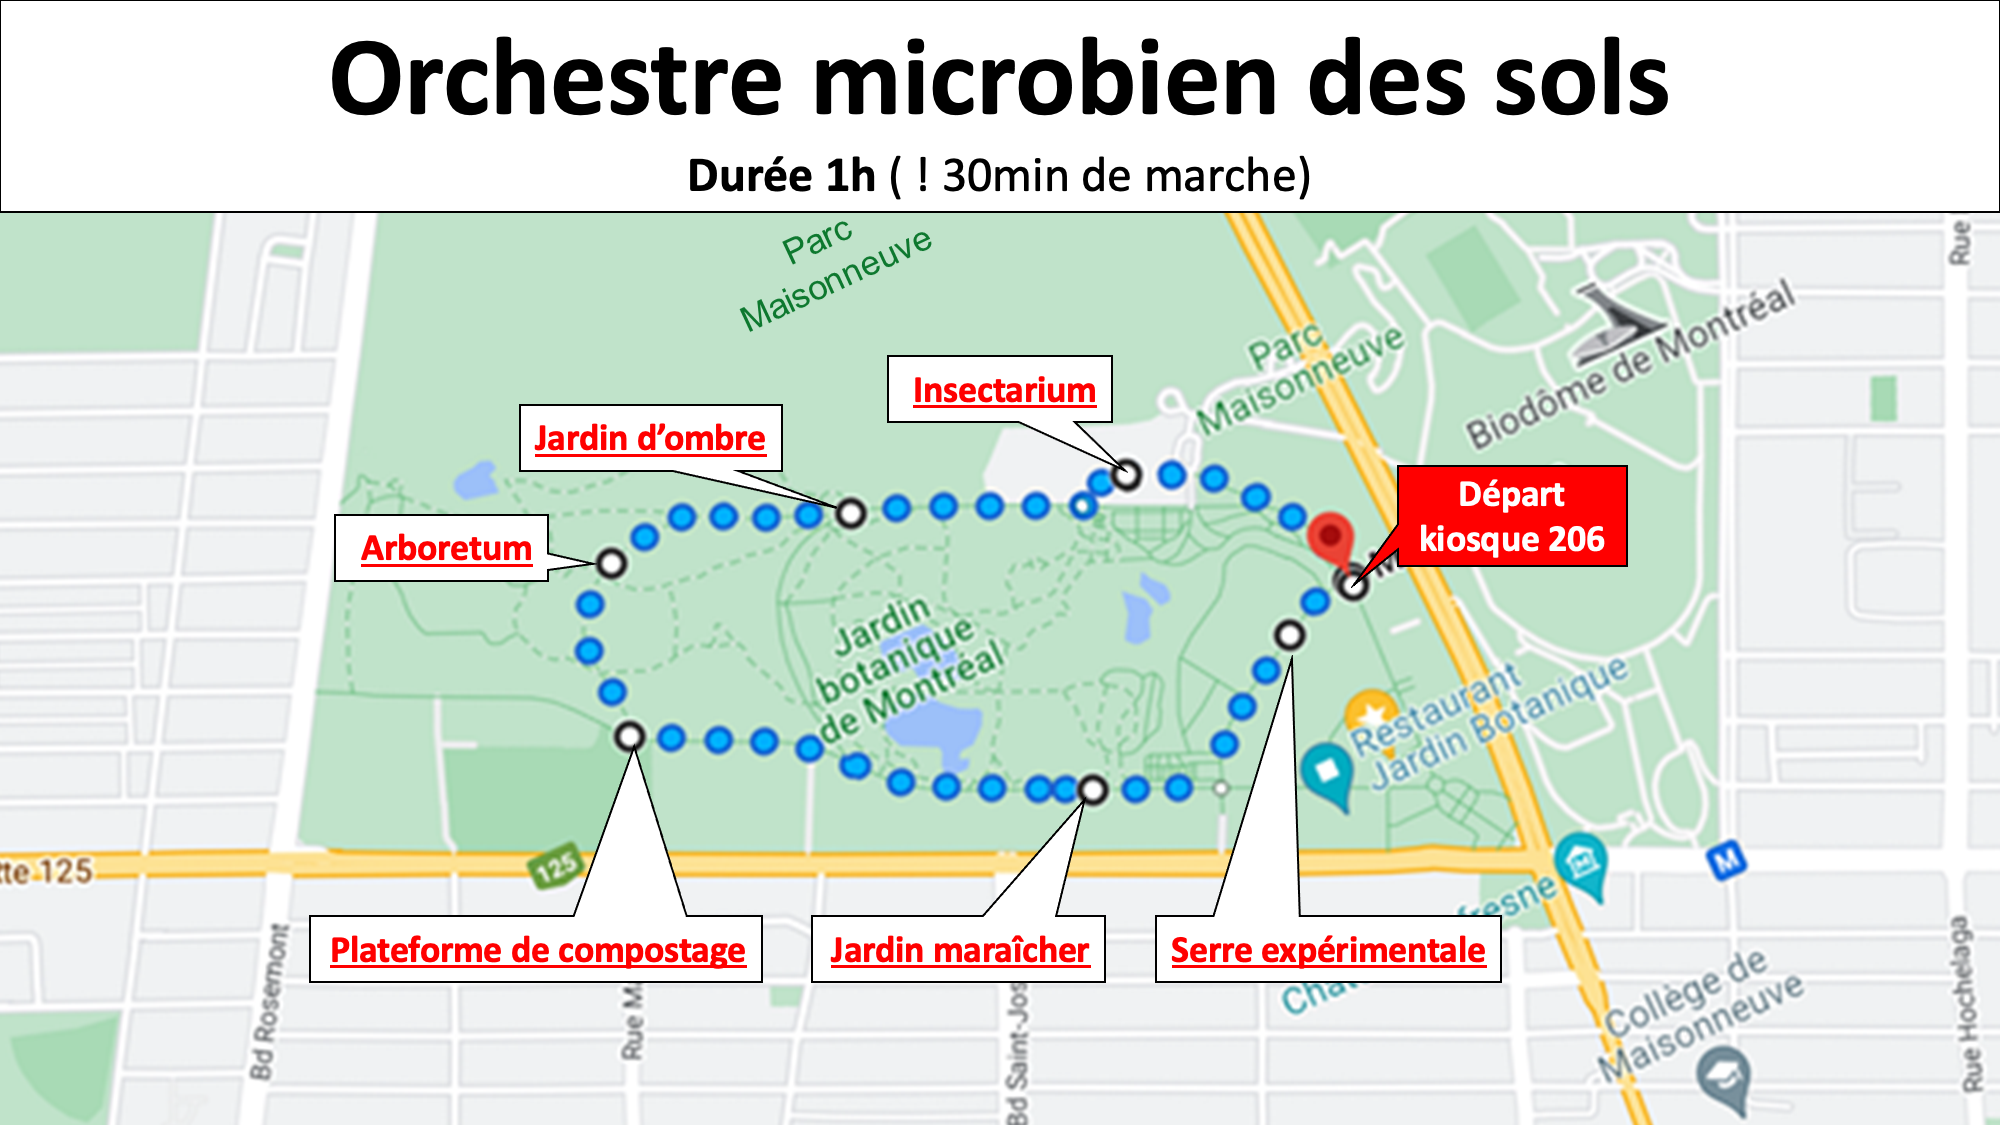 Orchestre microbien des sols
Durée 1h ( ! 30min de marche)
Parc
Maisonneuve
Rue
Parc
Maisonneuve
Biodôme de Montréal
Insectarium
Jardin d’ombre
Départ
kiosque 206
Arboretum
M
Jardin
botanique
de Montréal
Restaurant
Jardin Botanique
125
tte 125
M
fresne
Plateforme de compostage
Jardin maraîcher
Serre expérimentale
Chât
Collège de
Maisonneuve
Bd Rosemont
Rue M
Bd Saint-Jos
Rue Hochelaga